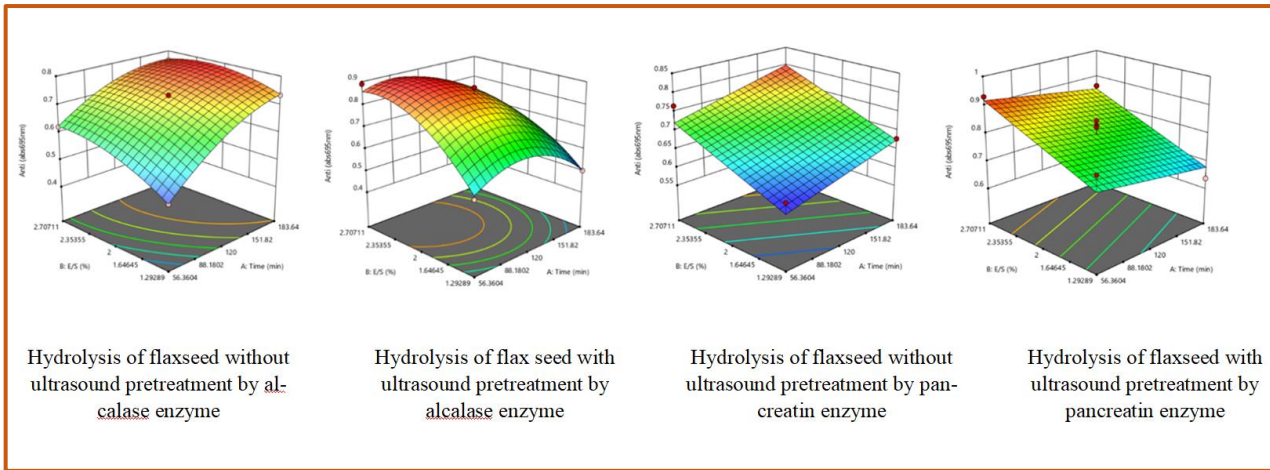 0.8
0.7
0.6
0.5
0.4
Anti (abs695nm)
2.70711
2.35355
2
1.64645
1.29289
B: E/S (%)
183.64
151.82
120
88.1802
56.3604
A: Time (min)
0.9
0.8
0.7
0.6
0.5
0.4
Anti (abs695nm)
2.70711
2.35355
2
1.64645
1.29289
B: E/S (%)
183.64
151.82
120
88.1802
56.3604
A: Time (min)
0.85
0.8
0.75
0.7
0.65
0.6
0.55
Anti (abs695nm)
2.70711
2.35355
2
1.64645
1.29289
B: E/S (%)
183.64
151.82
120
88.1802
56.3604
A: Time (min)
1
0.9
0.8
0.7
0.6
Anti (abs695nm)
2.70711
2.35355
2
1.64645
1.29289
B: E/S (%)
183.64
151.82
120
88.1802
56.3604
A: Time (min)
Hydrolysis of flaxseed without
ultrasound pretreatment by al-
calase enzyme
Hydrolysis of flax seed with
ultrasound pretreatment by
alcalase enzyme
Hydrolysis of flaxseed without
ultrasound pretreatment by pan-
creatin enzyme
Hydrolysis of flaxseed with
ultrasound pretreatment by
pancreatin enzyme